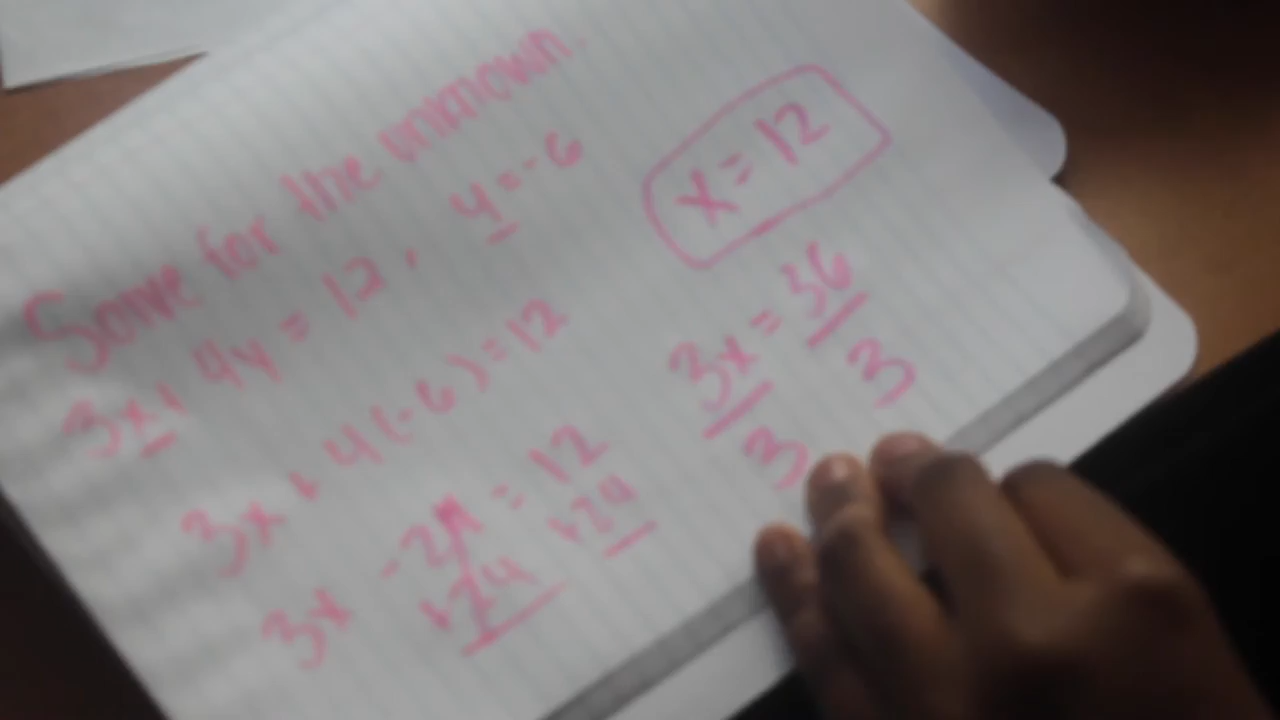 Solve for the unknown.
3x + 4y = 12, y = -6
3x + 4(-6) = 12
3x -24 = 12
+24 +24
3x = 36
3 3
x = 12